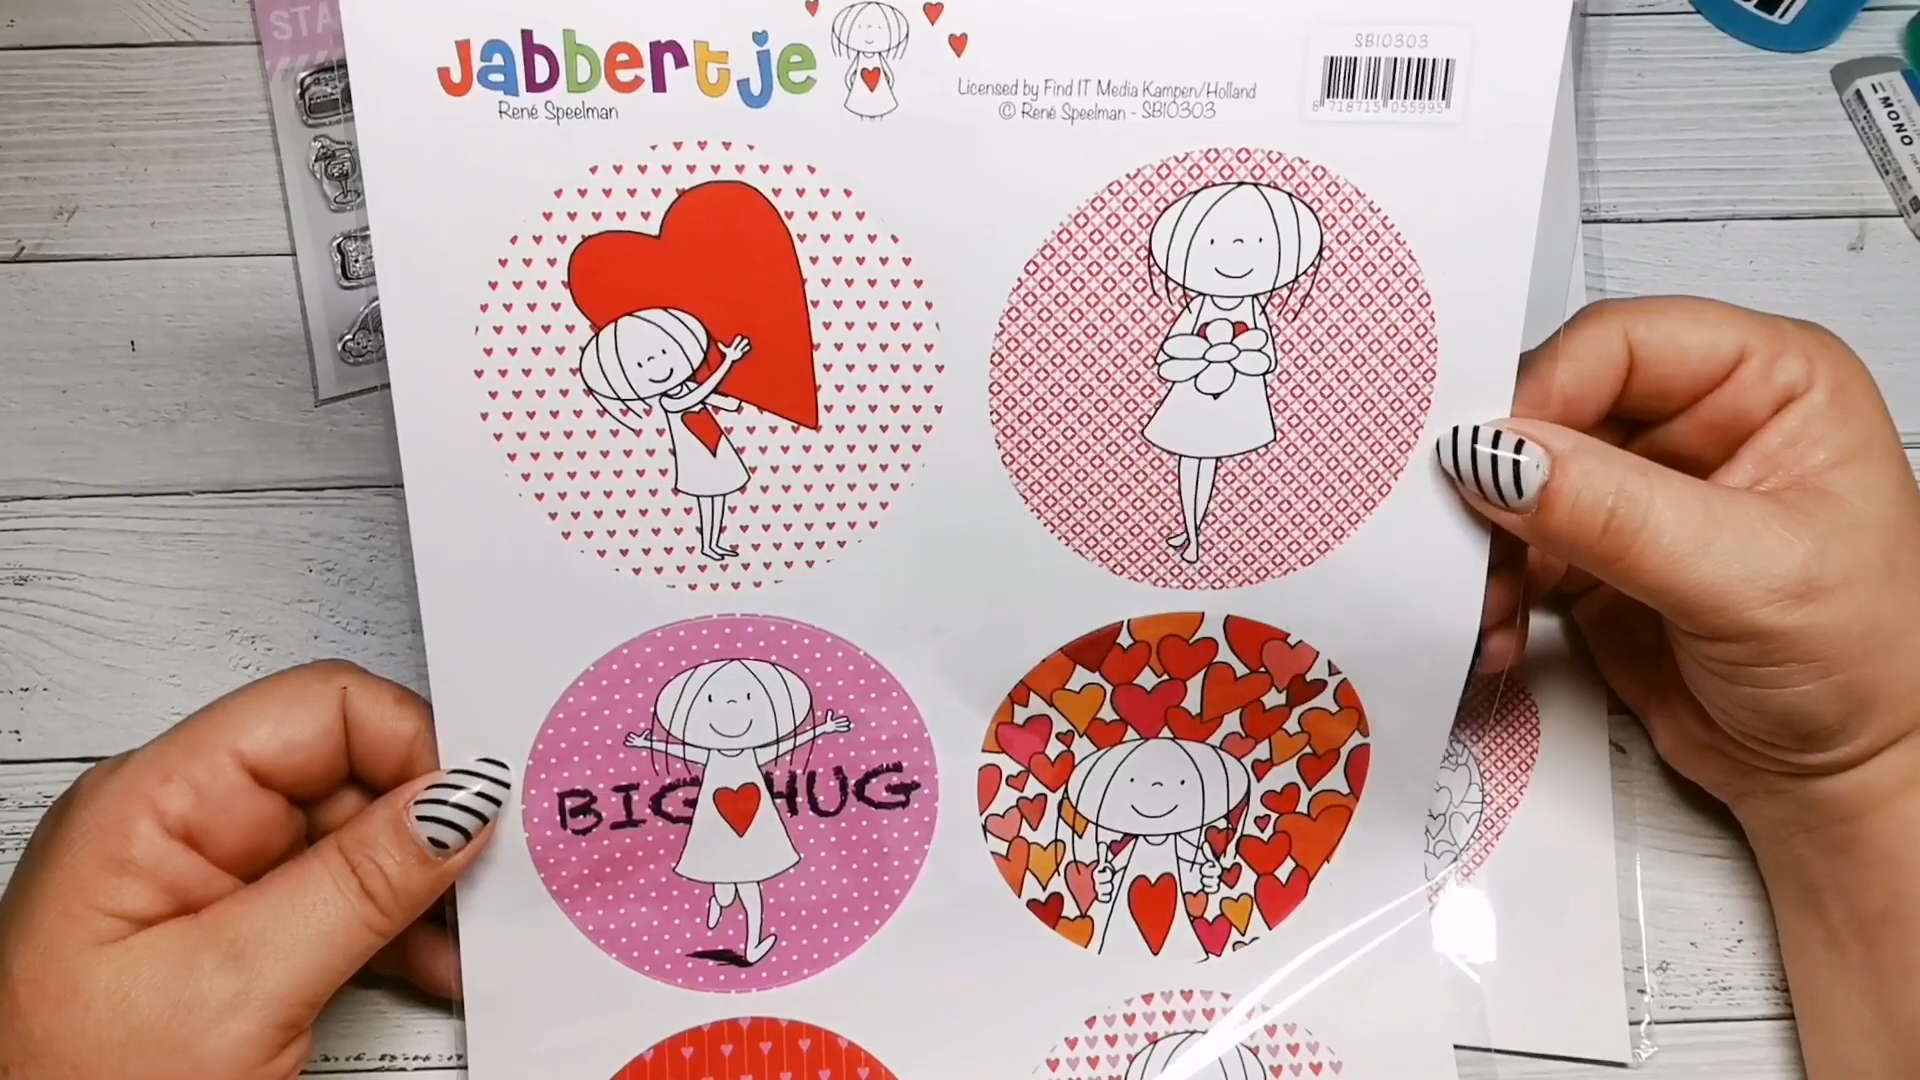 STA
Jabbertje
René Speelman
Licensed by Find IT Media Kampen/Holland
© René Speelman - SB10303
SB10303
8 718715 055995
MONO
BIG HUG